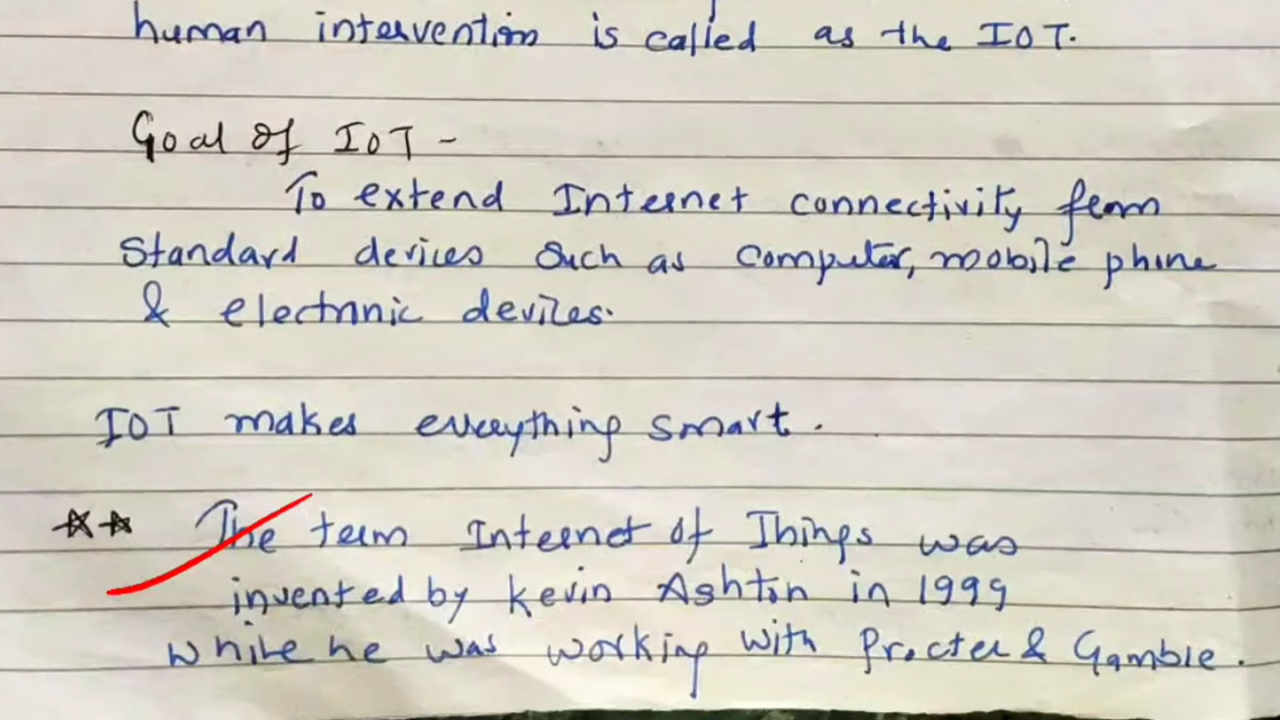 human intervention is called as the IOT.
Goal of IOT -
To extend Internet connectivity from
Standard devices such as computer, mobile phone
& electronic devices.
IOT makes everything smart.
The term Internet of Things was
invented by Kevin Ashton in 1999
while he was working with Procter & Gamble.